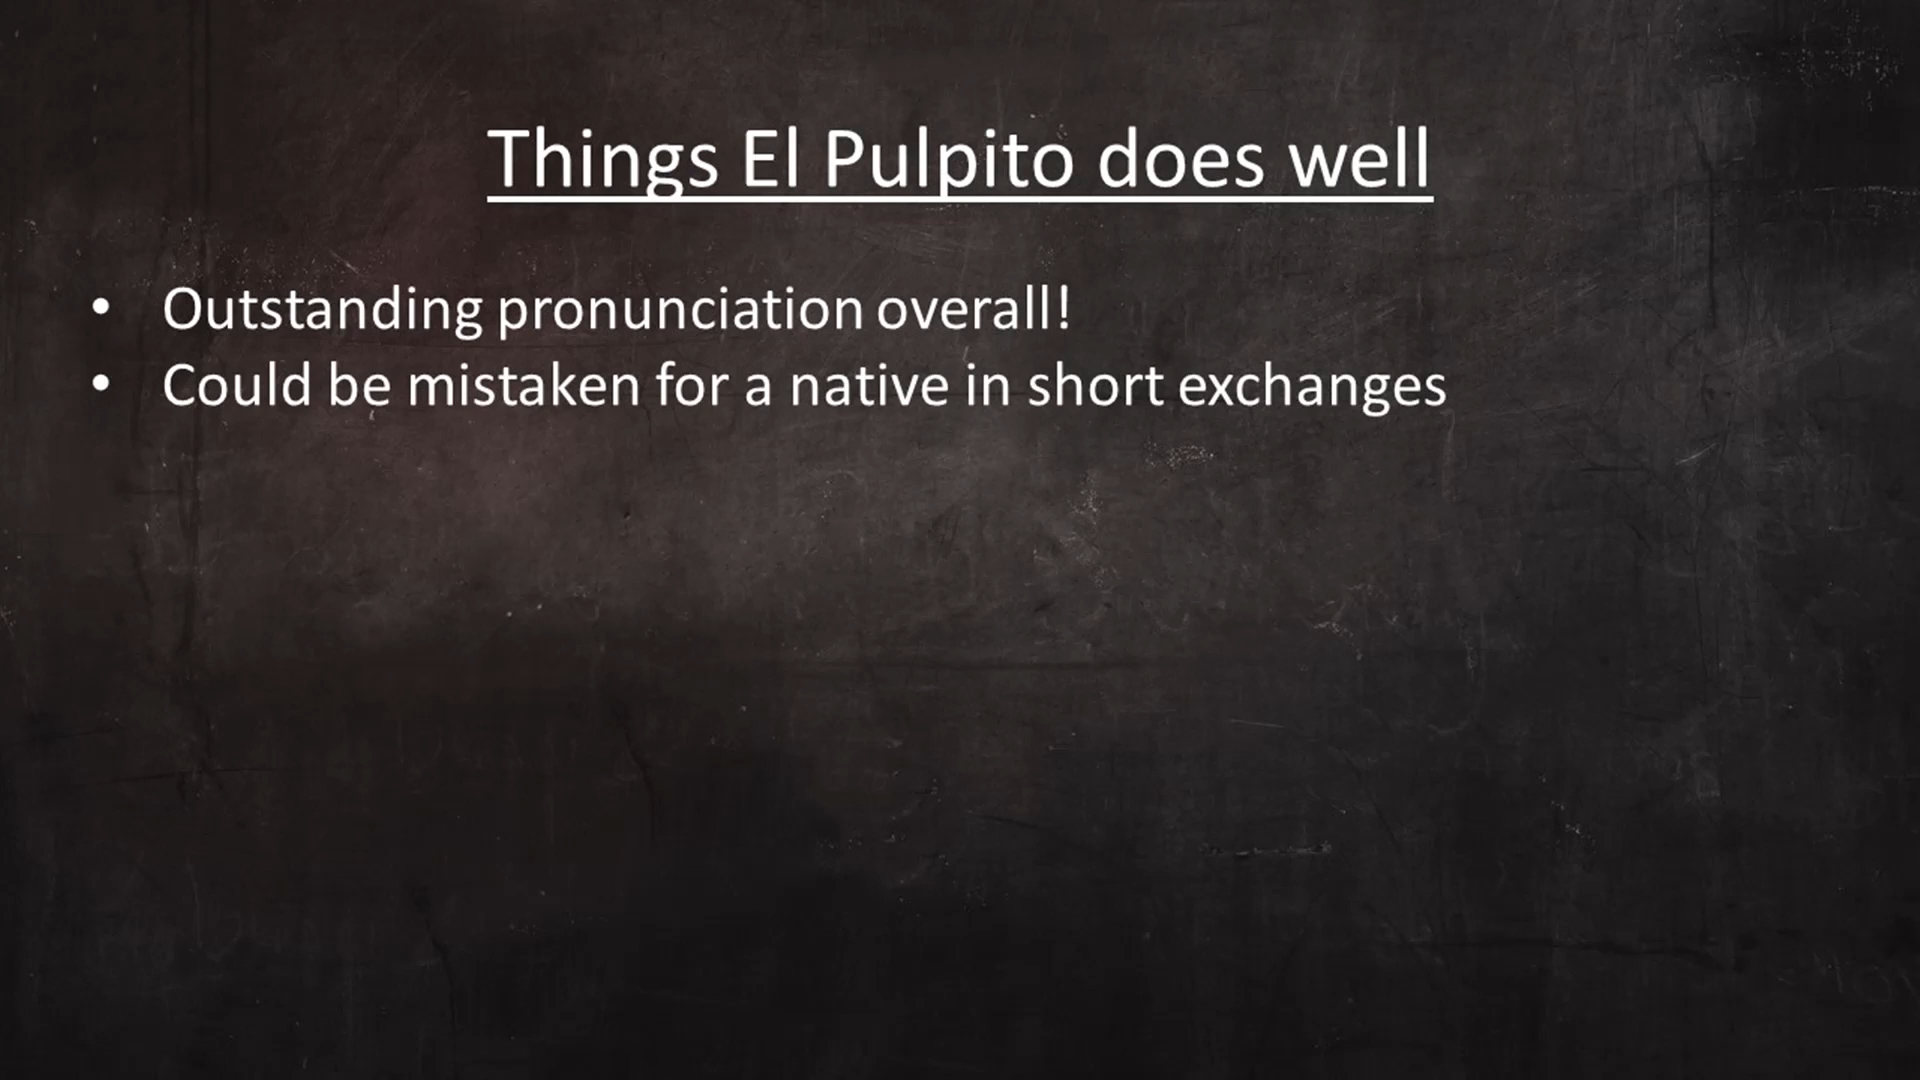 Things El Pulpito does well
• Outstanding pronunciation overall!
• Could be mistaken for a native in short exchanges